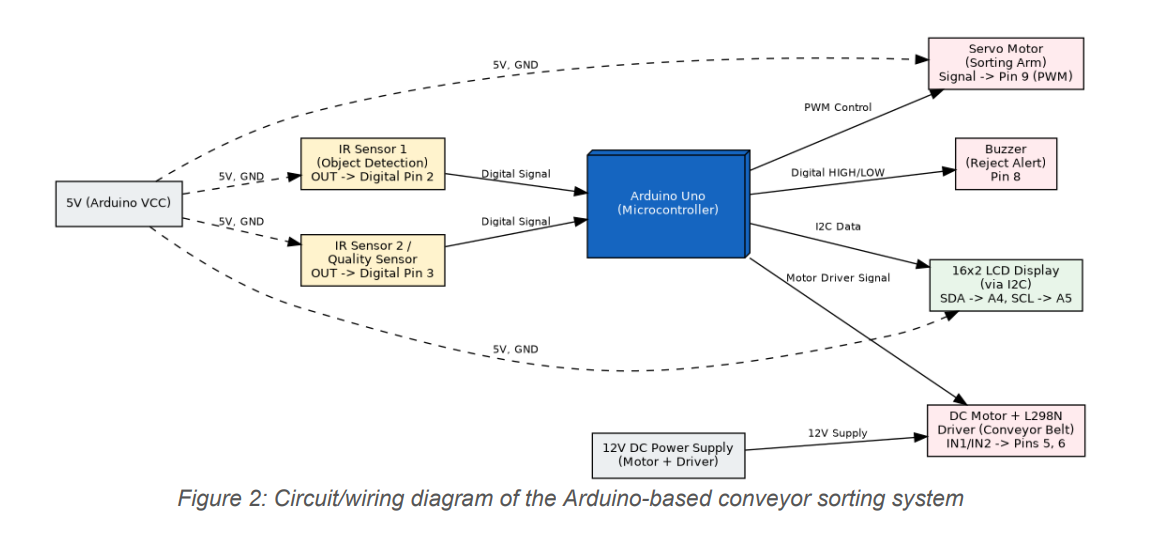 Servo Motor
(Sorting Arm)
Signal -> Pin 9 (PWM)
5V, GND
PWM Control
IR Sensor 1
(Object Detection)
OUT -> Digital Pin 2
Buzzer
(Reject Alert)
Pin 8
5V, GND
Digital Signal
Digital HIGH/LOW
5V (Arduino VCC)
Arduino Uno
(Microcontroller)
5V, GND
Digital Signal
I2C Data
IR Sensor 2 /
Quality Sensor
OUT -> Digital Pin 3
16x2 LCD Display
(via I2C)
SDA -> A4, SCL -> A5
Motor Driver Signal
5V, GND
DC Motor + L298N
Driver (Conveyor Belt)
IN1/IN2 -> Pins 5, 6
12V Supply
12V DC Power Supply
(Motor + Driver)
Figure 2: Circuit/wiring diagram of the Arduino-based conveyor sorting system